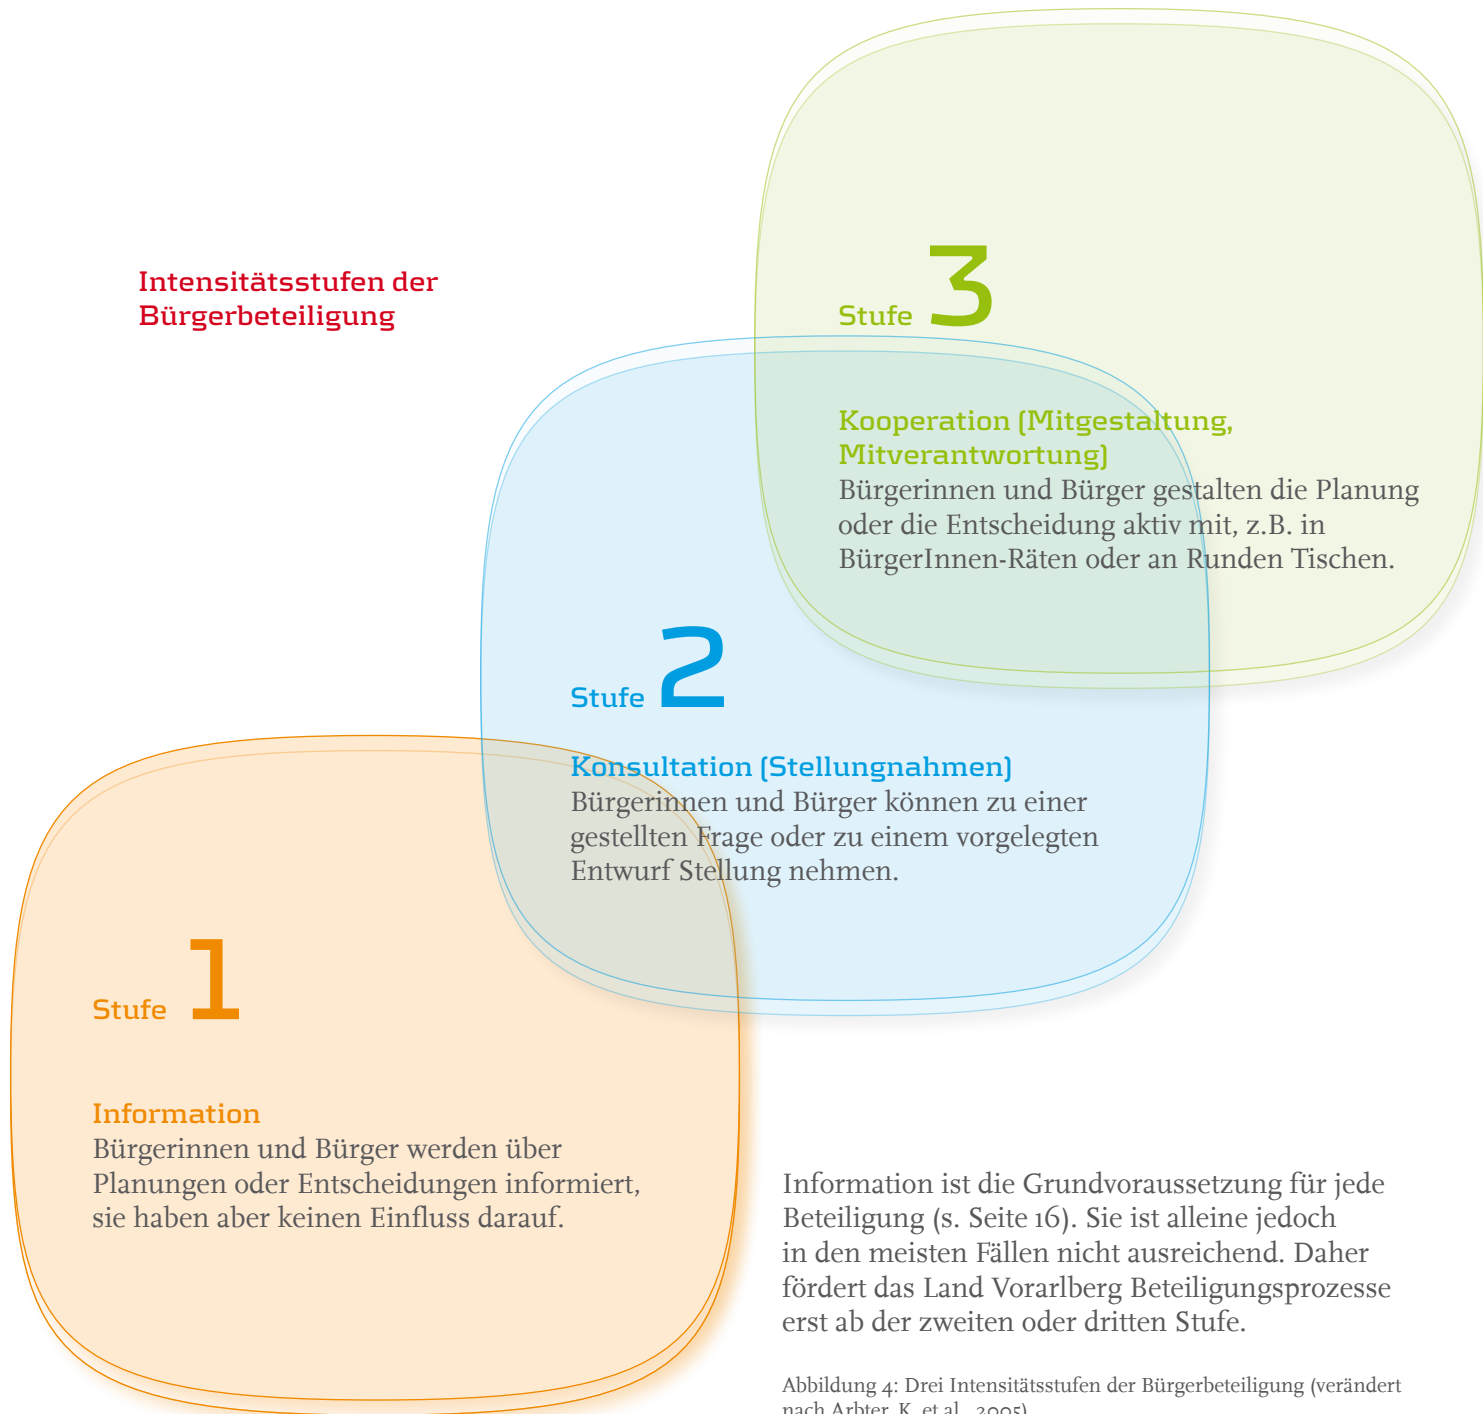 Intensitätsstufen der
Bürgerbeteiligung
Stufe 3
Kooperation (Mitgestaltung,
Mitverantwortung)
Bürgerinnen und Bürger gestalten die Planung
oder die Entscheidung aktiv mit, z.B. in
BürgerInnen-Räten oder an Runden Tischen.
Stufe 2
Konsultation (Stellungnahmen)
Bürgerinnen und Bürger können zu einer
gestellten Frage oder zu einem vorgelegten
Entwurf Stellung nehmen.
Stufe 1
Information
Bürgerinnen und Bürger werden über
Planungen oder Entscheidungen informiert,
sie haben aber keinen Einfluss darauf.
Information ist die Grundvoraussetzung für jede
Beteiligung (s. Seite 16). Sie ist alleine jedoch
in den meisten Fällen nicht ausreichend. Daher
fördert das Land Vorarlberg Beteiligungsprozesse
erst ab der zweiten oder dritten Stufe.
Abbildung 4: Drei Intensitätsstufen der Bürgerbeteiligung (verändert
nach Arbter, K. et al., 2005)